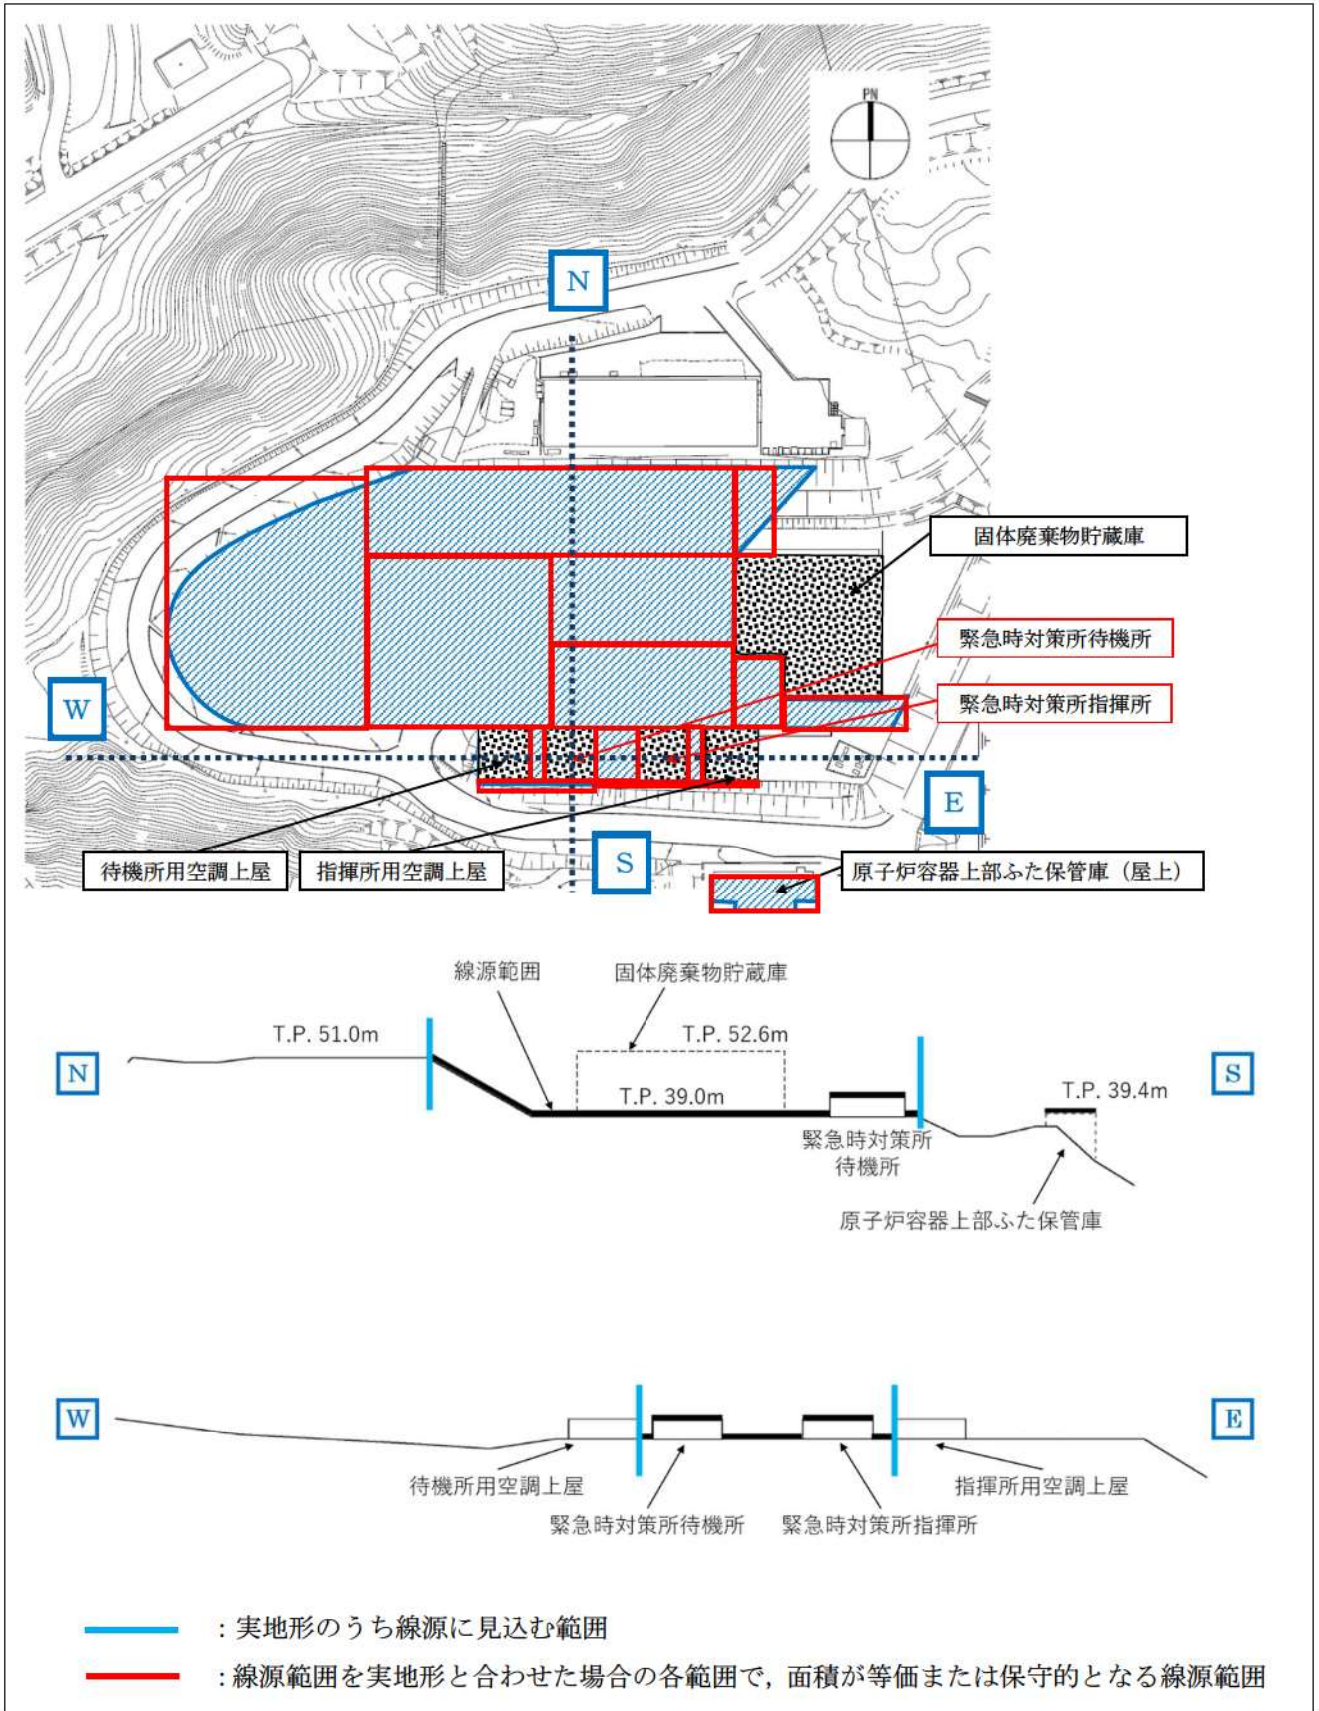 PN
N
固体廃棄物貯蔵庫
緊急時対策所待機所
W
緊急時対策所指揮所
E
S
待機所用空調上屋
指揮所用空調上屋
原子炉容器上部ふた保管庫（屋上）
線源範囲
固体廃棄物貯蔵庫
T.P. 51.0m
T.P. 52.6m
N
S
T.P. 39.0m
T.P. 39.4m
緊急時対策所
待機所
原子炉容器上部ふた保管庫
W
E
待機所用空調上屋
指揮所用空調上屋
緊急時対策所待機所
緊急時対策所指揮所
：実地形のうち線源に見込む範囲
：線源範囲を実地形と合わせた場合の各範囲で，面積が等価または保守的となる線源範囲